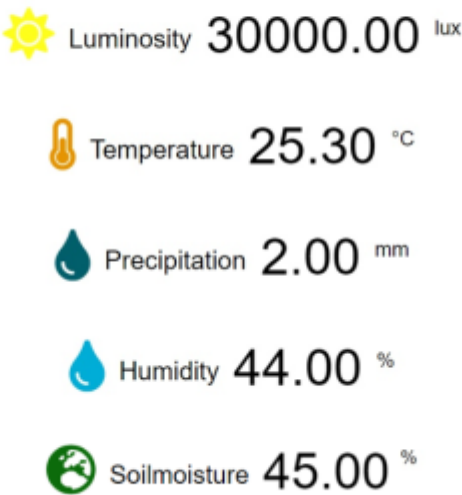 Luminosity 30000.00 lux
Temperature 25.30 °C
Precipitation 2.00 mm
Humidity 44.00 %
Soilmoisture 45.00 %